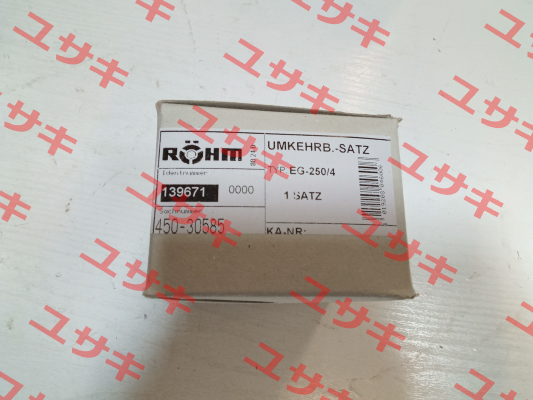 RÖHM
UMKEHRB.-SATZ
TYP EG-250/4
Identnummer
139671 0000
1 SATZ
Sachnummer
450-30585
KA-NR:
ユサキ
ユサキ
ユサキ
ユサキ
ユサキ
ユサキ
ユサキ
ユサキ
ユサキ
ユサキ
ユサキ